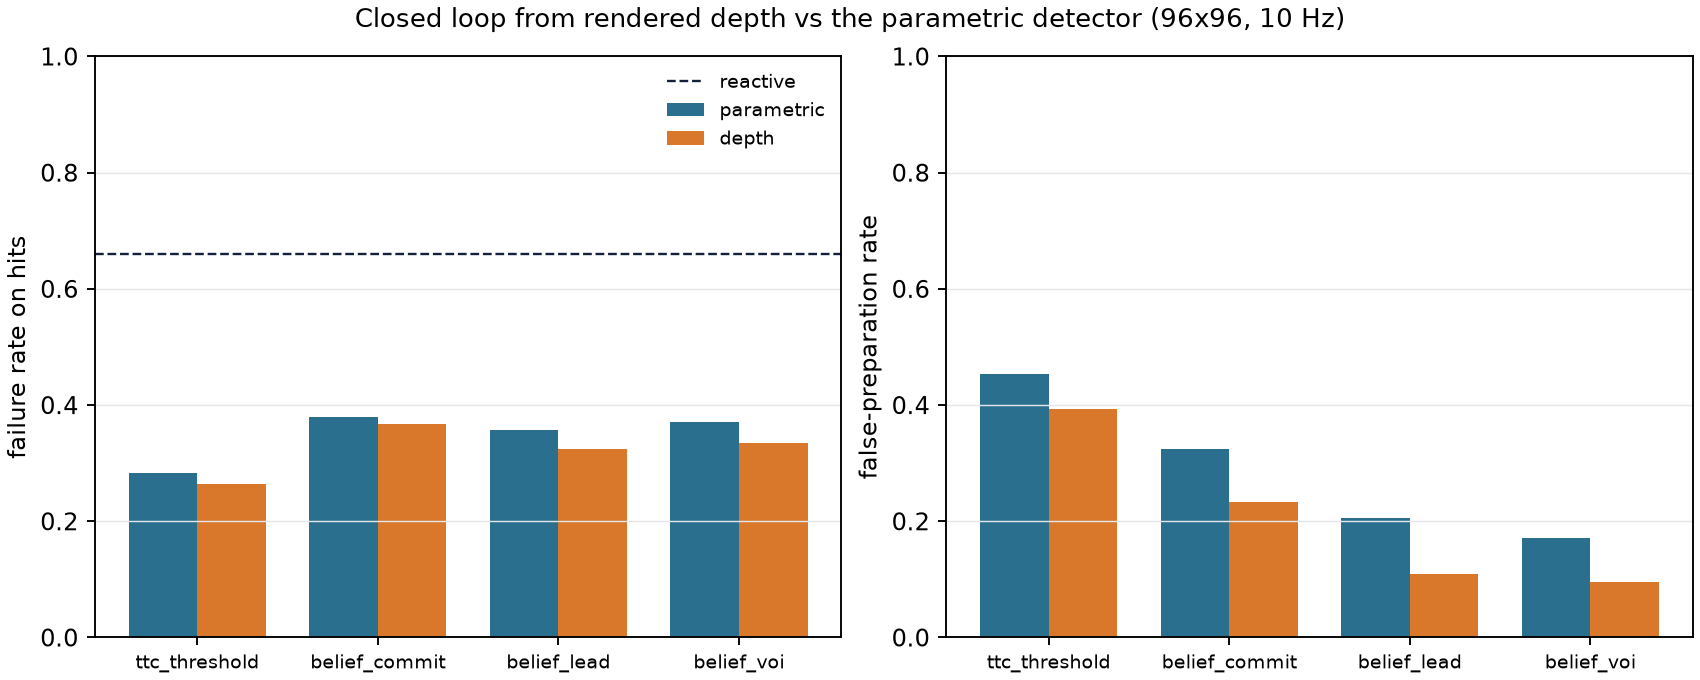 Closed loop from rendered depth vs the parametric detector (96x96, 10 Hz)
failure rate on hits
1.0
0.8
0.6
0.4
0.2
0.0
reactive
parametric
depth
ttc_threshold
belief_commit
belief_lead
belief_voi
false-preparation rate
1.0
0.8
0.6
0.4
0.2
0.0
ttc_threshold
belief_commit
belief_lead
belief_voi